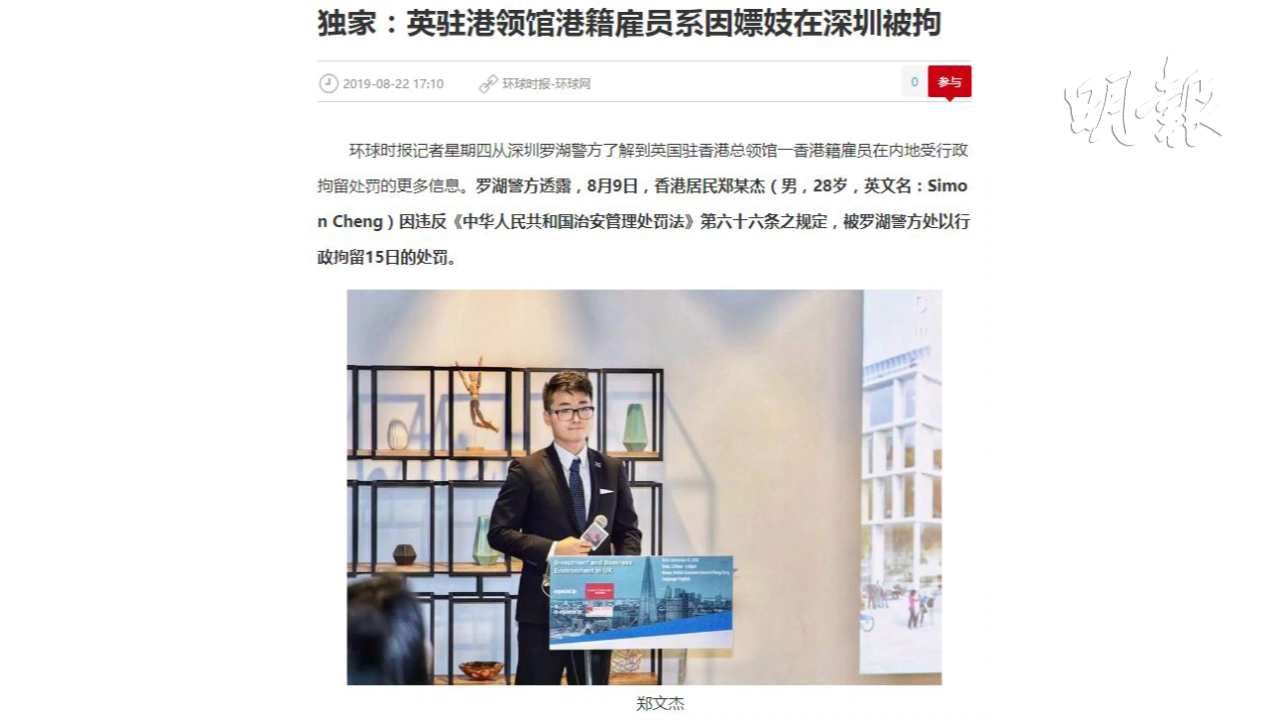 独家：英驻港领馆港籍雇员系因嫖妓在深圳被拘
2019-08-22 17:10 环球时报-环球网 0 参与
明報
环球时报记者星期四从深圳罗湖警方了解到英国驻香港总领馆一香港籍雇员在内地受行政
拘留处罚的更多信息。罗湖警方透露，8月9日，香港居民郑某杰（男，28岁，英文名：Simo
n Cheng）因违反《中华人民共和国治安管理处罚法》第六十六条之规定，被罗湖警方处以行
政拘留15日的处罚。
Investment and Business
Environment in UK
郑文杰